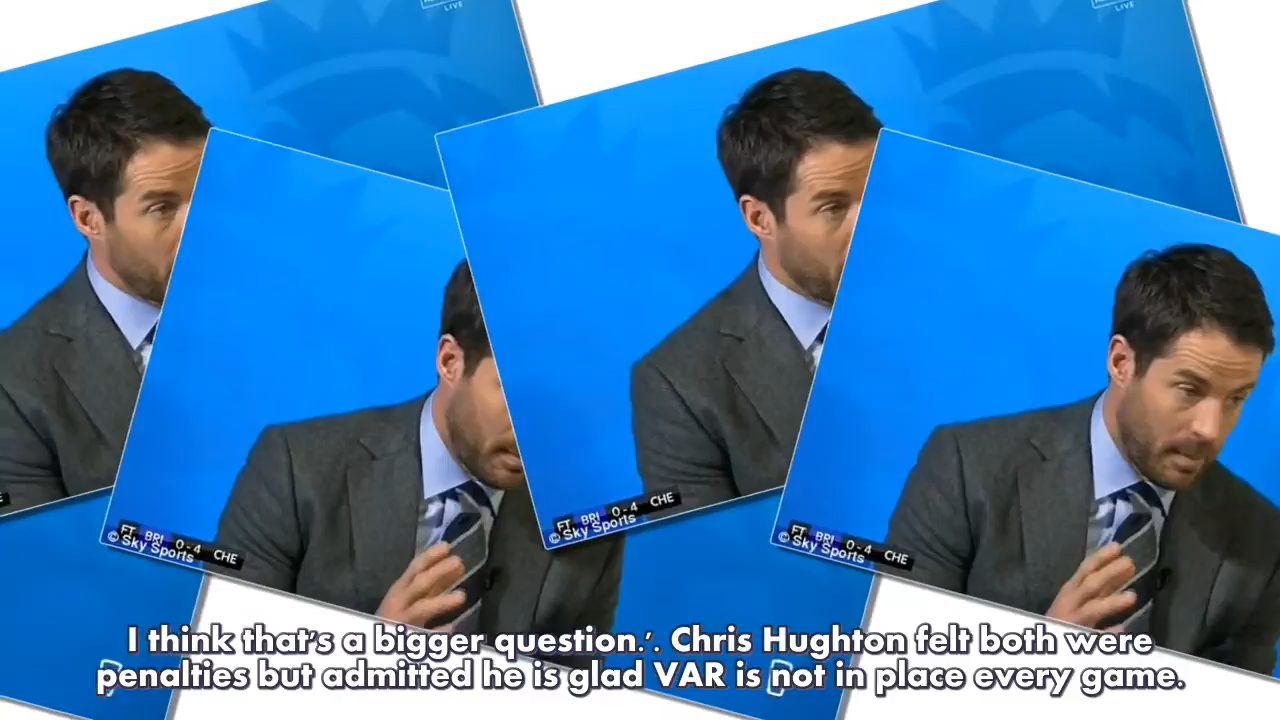 LIVE
LIVE
FT BRI 0-4 CHE
© Sky Sports
FT BRI 0-4 CHE
© Sky Sports
FT BRI 0-4 CHE
© Sky Sports
I think that's a bigger question.'. Chris Hughton felt both were
penalties but admitted he is glad VAR is not in place every game.